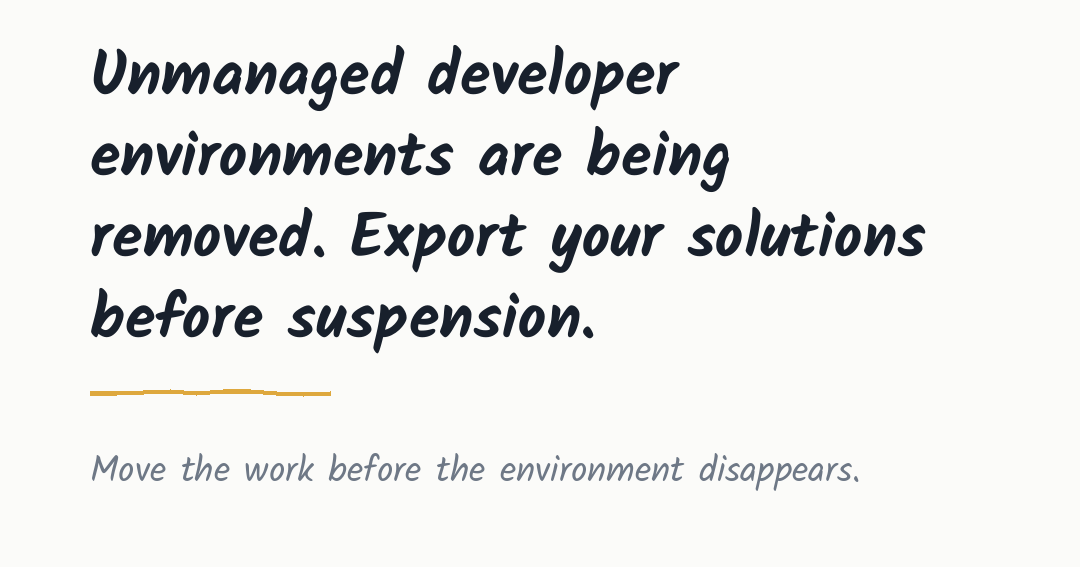 Unmanaged developer
environments are being
removed. Export your solutions
before suspension.
Move the work before the environment disappears.